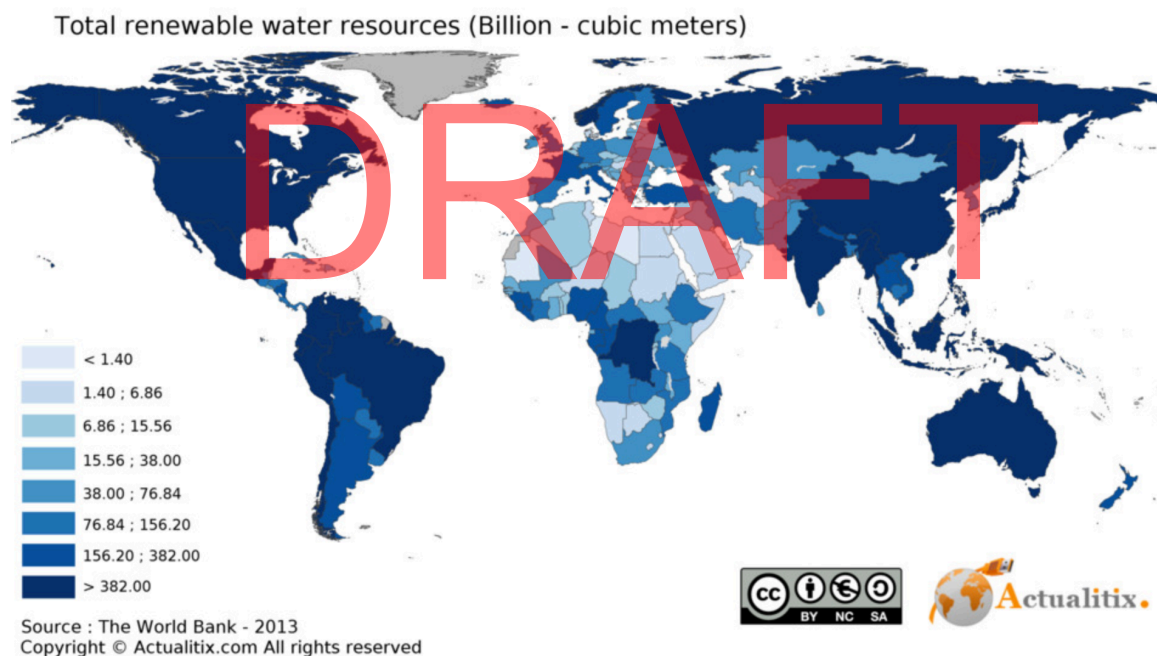 Total renewable water resources (Billion - cubic meters)
DRAFT
< 1.40
1.40 ; 6.86
6.86 ; 15.56
15.56 ; 38.00
38.00 ; 76.84
76.84 ; 156.20
156.20 ; 382.00
> 382.00
cc
BY NC SA
Actualitix.
Source : The World Bank - 2013
Copyright © Actualitix.com All rights reserved